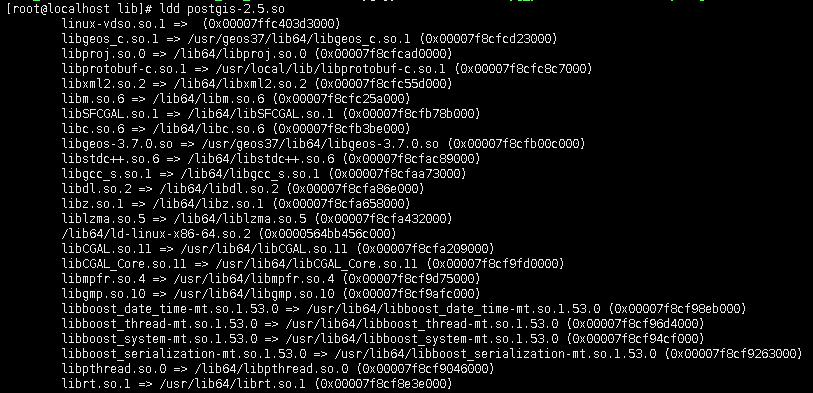 [root@localhost lib]# ldd postgis-2.5.so
linux-vdso.so.1 =>  (0x00007ffc403d3000)
libgeos_c.so.1 => /usr/geos37/lib64/libgeos_c.so.1 (0x00007f8cfcd23000)
libproj.so.0 => /lib64/libproj.so.0 (0x00007f8cfcad0000)
libprotobuf-c.so.1 => /usr/local/lib/libprotobuf-c.so.1 (0x00007f8cfc8c7000)
libxml2.so.2 => /lib64/libxml2.so.2 (0x00007f8cfc55d000)
libm.so.6 => /lib64/libm.so.6 (0x00007f8cfc25a000)
libSFCGAL.so.1 => /lib64/libSFCGAL.so.1 (0x00007f8cfb78b000)
libc.so.6 => /lib64/libc.so.6 (0x00007f8cfb3be000)
libgeos-3.7.0.so => /usr/geos37/lib64/libgeos-3.7.0.so (0x00007f8cfb00c000)
libstdc++.so.6 => /lib64/libstdc++.so.6 (0x00007f8cfac89000)
libgcc_s.so.1 => /lib64/libgcc_s.so.1 (0x00007f8cfaa73000)
libdl.so.2 => /lib64/libdl.so.2 (0x00007f8cfa86e000)
libz.so.1 => /lib64/libz.so.1 (0x00007f8cfa658000)
liblzma.so.5 => /lib64/liblzma.so.5 (0x00007f8cfa432000)
/lib64/ld-linux-x86-64.so.2 (0x0000564bb456c000)
libCGAL.so.11 => /usr/lib64/libCGAL.so.11 (0x00007f8cfa209000)
libCGAL_Core.so.11 => /usr/lib64/libCGAL_Core.so.11 (0x00007f8cf9fd0000)
libmpfr.so.4 => /usr/lib64/libmpfr.so.4 (0x00007f8cf9d75000)
libgmp.so.10 => /usr/lib64/libgmp.so.10 (0x00007f8cf9afc000)
libboost_date_time-mt.so.1.53.0 => /usr/lib64/libboost_date_time-mt.so.1.53.0 (0x00007f8cf98eb000)
libboost_thread-mt.so.1.53.0 => /usr/lib64/libboost_thread-mt.so.1.53.0 (0x00007f8cf96d4000)
libboost_system-mt.so.1.53.0 => /usr/lib64/libboost_system-mt.so.1.53.0 (0x00007f8cf94cf000)
libboost_serialization-mt.so.1.53.0 => /usr/lib64/libboost_serialization-mt.so.1.53.0 (0x00007f8cf9263000)
libpthread.so.0 => /usr/lib64/libpthread.so.0 (0x00007f8cf9046000)
librt.so.1 => /usr/lib64/librt.so.1 (0x00007f8cf8e3e000)